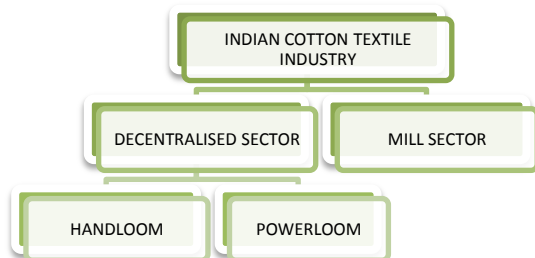 INDIAN COTTON TEXTILE
INDUSTRY
DECENTRALISED SECTOR
MILL SECTOR
HANDLOOM
POWERLOOM